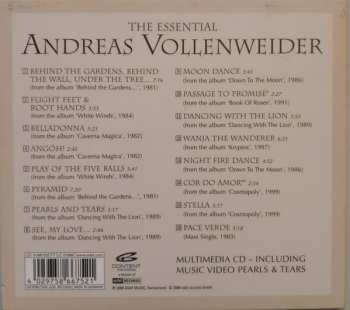 THE ESSENTIAL
ANDREAS VOLLENWEIDER
BEHIND THE GARDENS, BEHIND
THE WALL, UNDER THE TREE...
(from the album 'Behind the Gardens...', 1981)
FLIGHT FEET &
ROOT HANDS
(from the album 'White Winds', 1984)
BELLADONNA
(from the album 'Caverna Magica', 1982)
ANGOH!
(from the album 'Caverna Magica', 1982)
PLAY OF THE FIVE BALLS
(from the album 'White Winds', 1984)
PYRAMID
(from the album 'Behind the Gardens...', 1981)
PEARLS AND TEARS
(from the album 'Dancing With The Lion', 1989)
SEE, MY LOVE...
(from the album 'Dancing With The Lion', 1989)
MOON DANCE
(from the album 'Down To The Moon', 1986)
PASSAGE TO PROMISE
(from the album 'Book Of Roses', 1991)
DANCING WITH THE LION
(from the album 'Dancing With The Lion', 1989)
WANJA THE WANDERER
(from the album 'Kryptos', 1997)
NIGHT FIRE DANCE
(from the album 'Down To The Moon', 1986)
COR DO AMOR
(from the album 'Cosmopoly', 1999)
STELLA
(from the album 'Cosmopoly', 1999)
PACE VERDE
(Maxi Single, 1983)
MULTIMEDIA CD – INCLUDING
MUSIC VIDEO PEARLS & TEARS
CONTENT
4 029758 667521